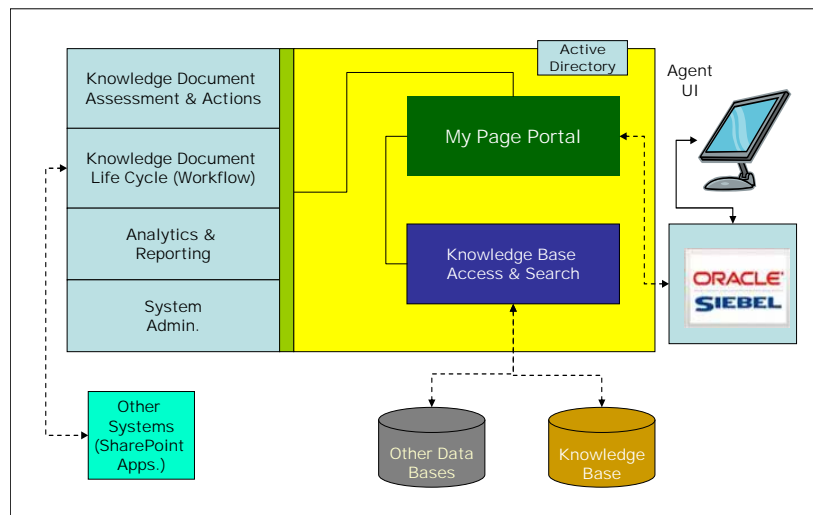 Knowledge Document
Assessment & Actions
Knowledge Document
Life Cycle (Workflow)
Analytics &
Reporting
System
Admin.
Active
Directory
My Page Portal
Knowledge Base
Access & Search
Agent
UI
ORACLE
SIEBEL
Other
Systems
(SharePoint
Apps.)
Other Data
Bases
Knowledge
Base